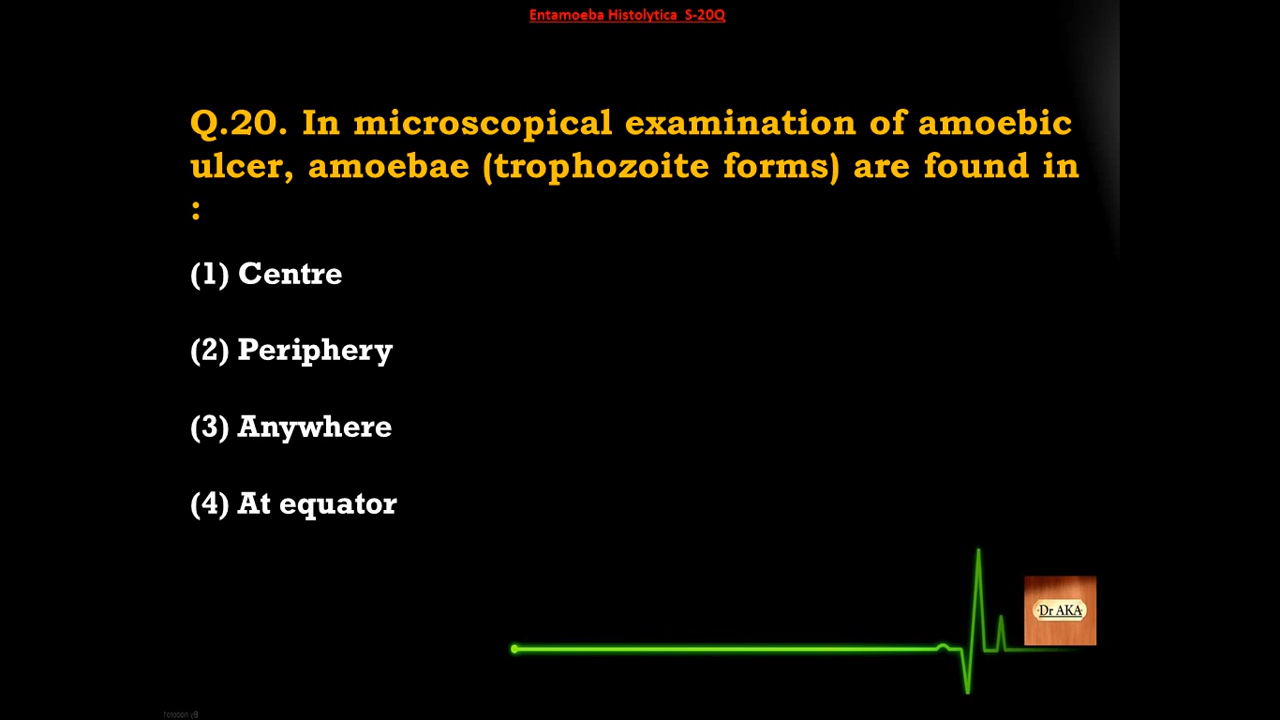 Entamoeba Histolytica S-20Q
Q.20. In microscopical examination of amoebic
ulcer, amoebae (trophozoite forms) are found in
:
(1) Centre
(2) Periphery
(3) Anywhere
(4) At equator
Dr AKA